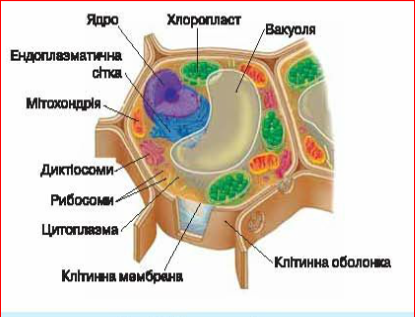 Ядро
Хлоропласт
Вакуоля
Ендоплазматична
сітка
Мітохондрія
Диктіосоми
Рибосоми
Цитоплазма
Клітинна мембрана
Клітинна оболонка